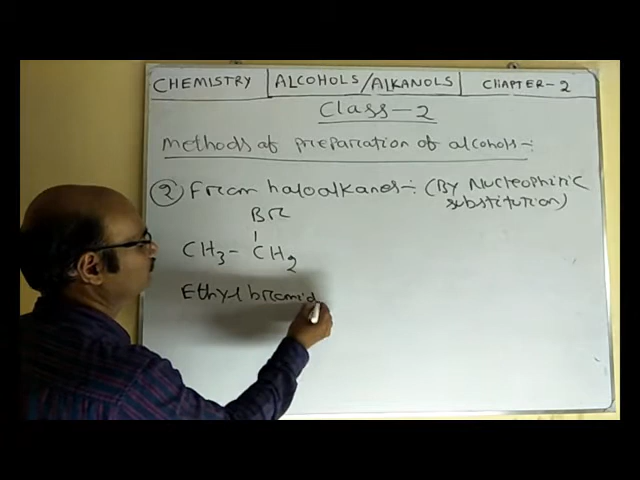 CHEMISTRY ALCOHOLS/ALKANOLS CHAPTER-2
Class-2
Methods of preparation of alcohols:-
2 From haloalkanes:- (By Nucleophilic
substitution)
Br
CH3- CH2
Ethyl bromid